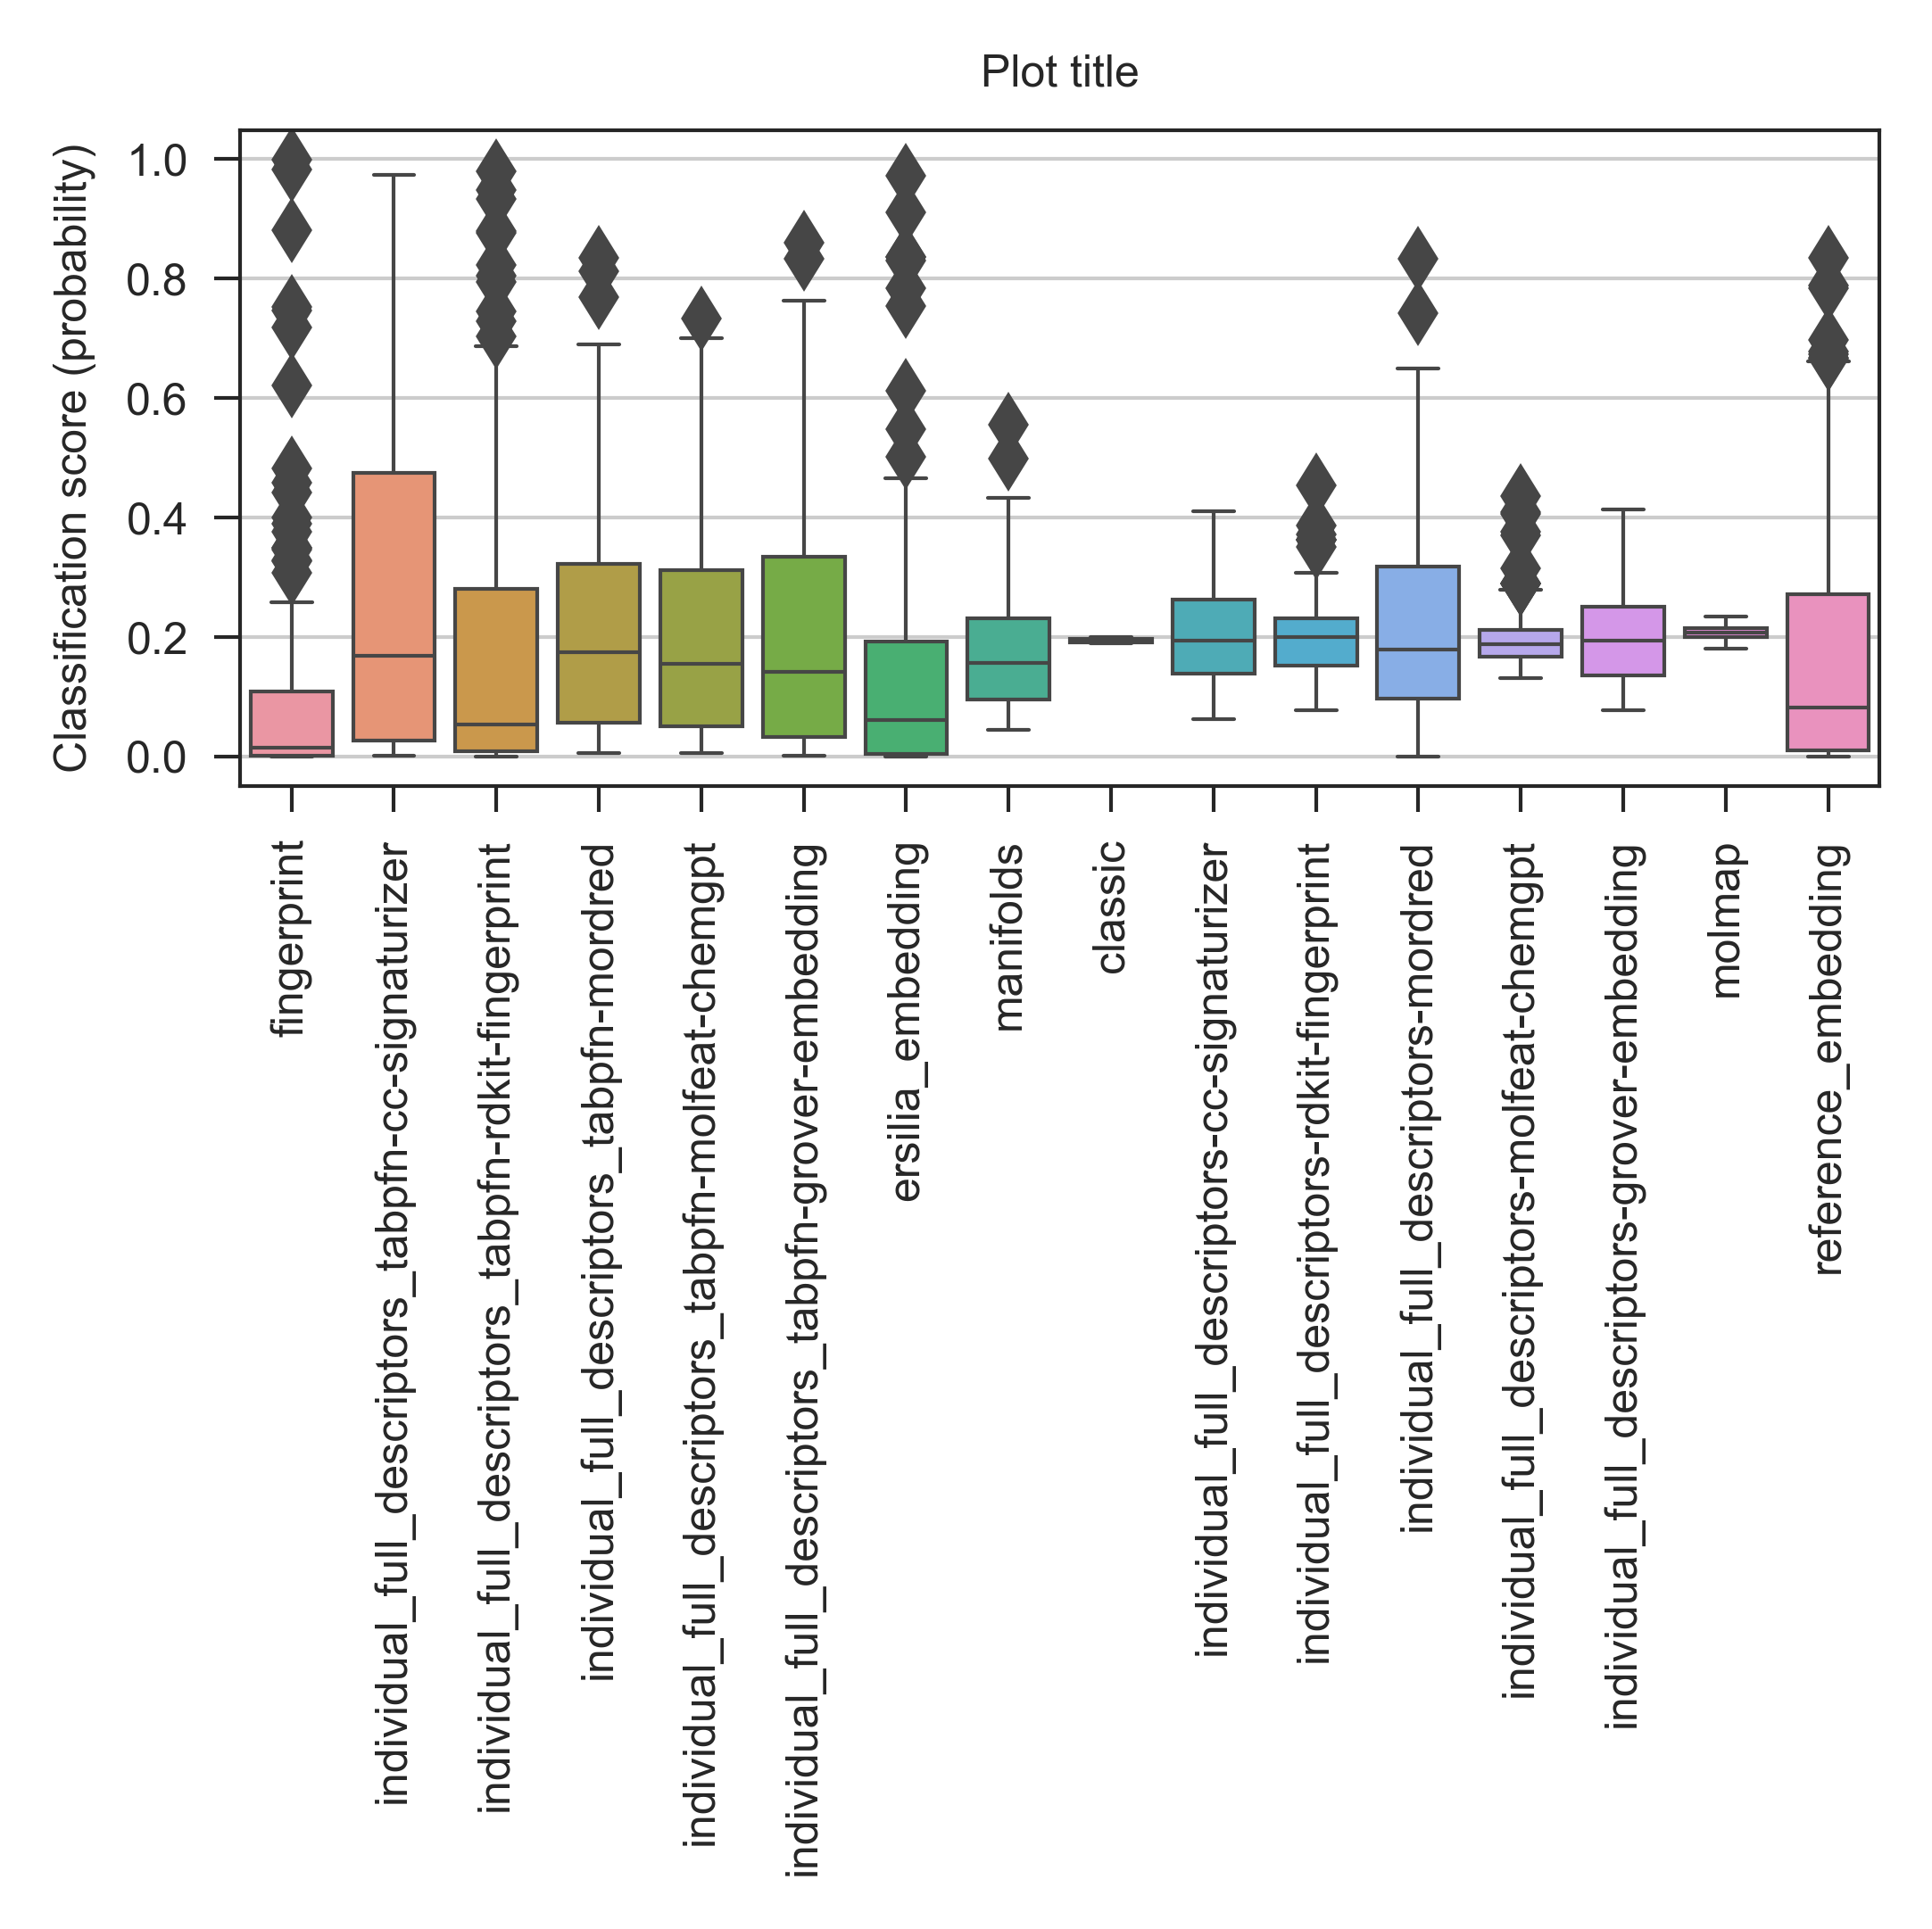 Plot title
Classification score (probability)
1.0
0.8
0.6
0.4
0.2
0.0
fingerprint
individual_full_descriptors_tabpfn-cc-signaturizer
individual_full_descriptors_tabpfn-rdkit-fingerprint
individual_full_descriptors_tabpfn-mordred
individual_full_descriptors_tabpfn-molfeat-chemgpt
individual_full_descriptors_tabpfn-grover-embedding
ersilia_embedding
manifolds
classic
individual_full_descriptors-cc-signaturizer
individual_full_descriptors-rdkit-fingerprint
individual_full_descriptors-mordred
individual_full_descriptors-molfeat-chemgpt
individual_full_descriptors-grover-embedding
molmap
reference_embedding